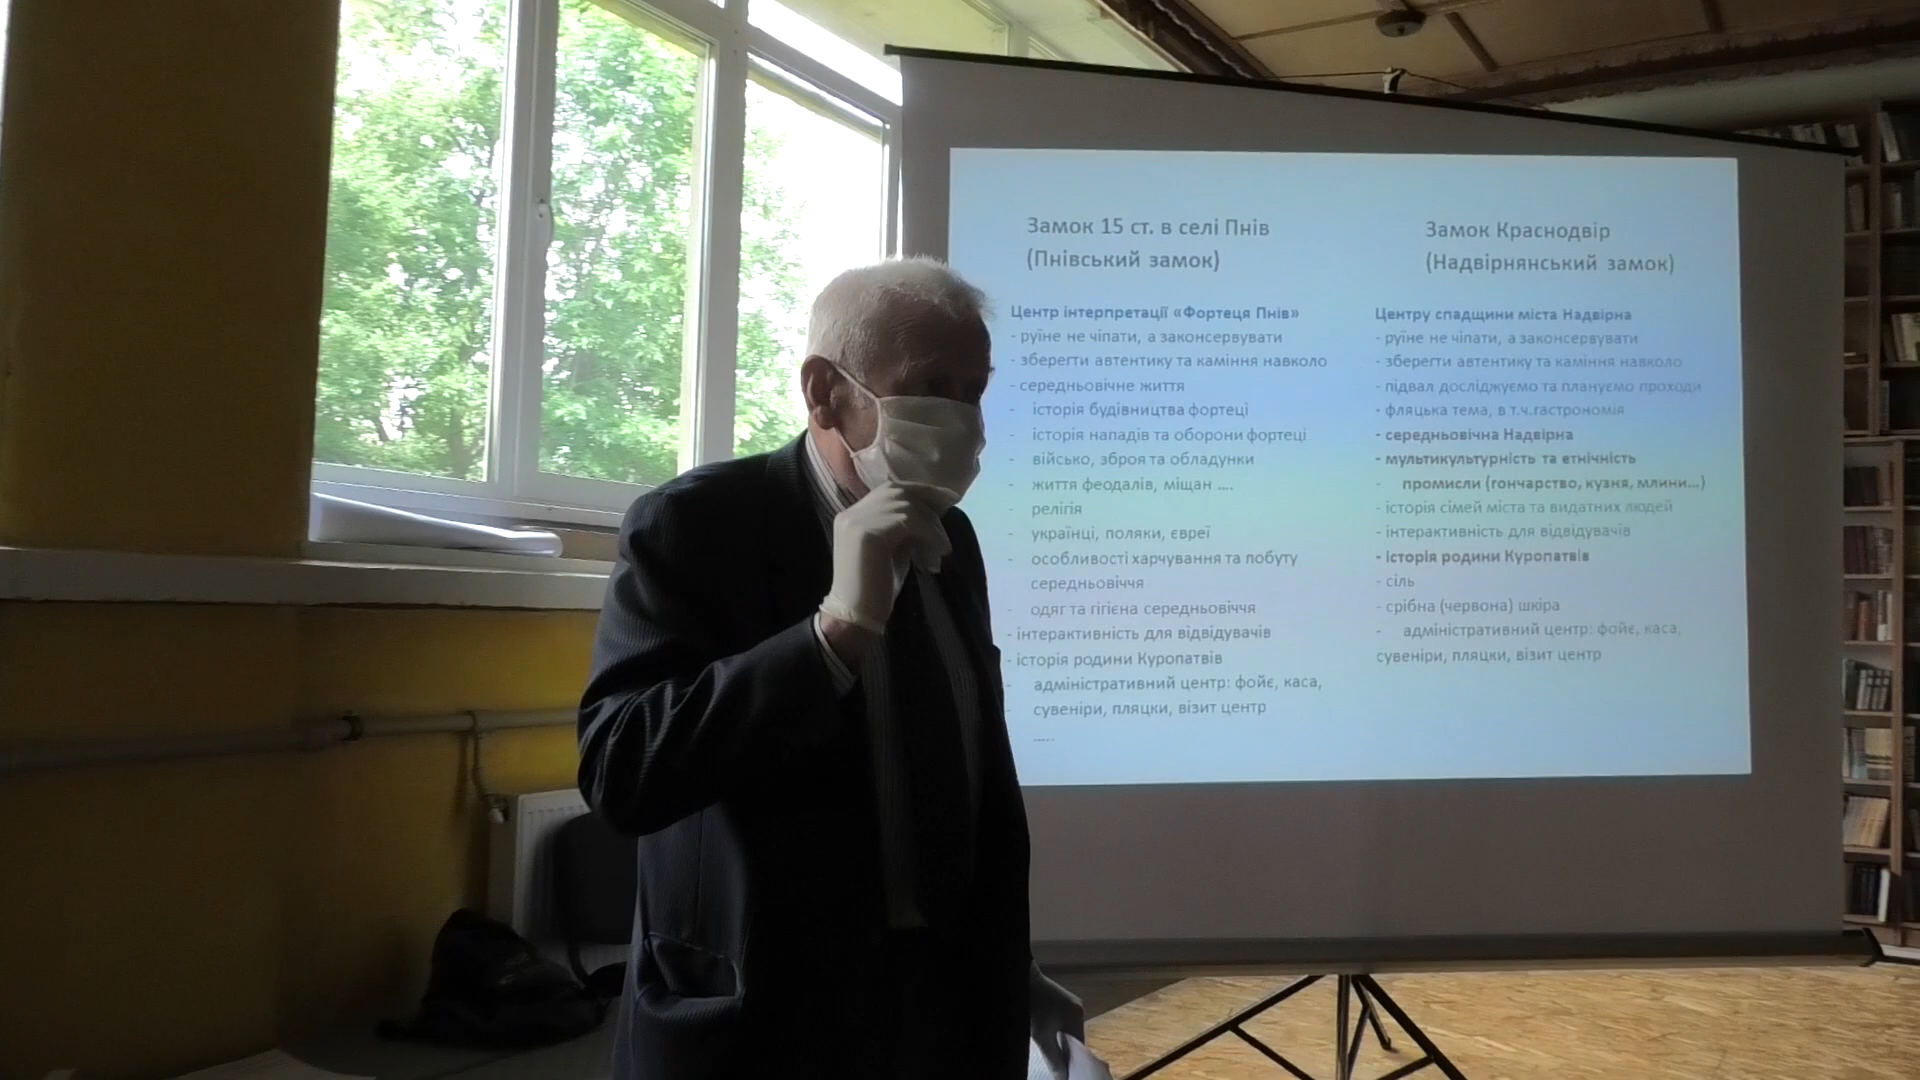 Замок 15 ст. в селі Пнів
(Пнівський замок)
Центр інтерпретації «Фортеця Пнів»
- руїне не чіпати, а законсервувати
- зберегти автентику та каміння навколо
- середньовічне життя
- історія будівництва фортеці
- історія нападів та оборони фортеці
- військо, зброя та обладунки
- життя феодалів, міщан ....
- релігія
- українці, поляки, євреї
- особливості харчування та побуту
середньовіччя
- одяг та гігієна середньовіччя
- інтерактивність для відвідувачів
- історія родини Куропатвів
- адміністративний центр: фойє, каса,
- сувеніри, пляцки, візит центр
.....
Замок Краснодвір
(Надвірнянський замок)
Центру спадщини міста Надвірна
- руїне не чіпати, а законсервувати
- зберегти автентику та каміння навколо
- підвал досліджуємо та плануємо проходи
- фляцька тема, в т.ч.гастрономія
- середньовічна Надвірна
- мультикультурність та етнічність
- промисли (гончарство, кузня, млини...)
- історія сімей міста та видатних людей
- інтерактивність для відвідувачів
- Історія родини Куропатвів
- сіль
- срібна (червона) шкіра
- адміністративний центр: фойє, каса,
сувеніри, пляцки, візит центр